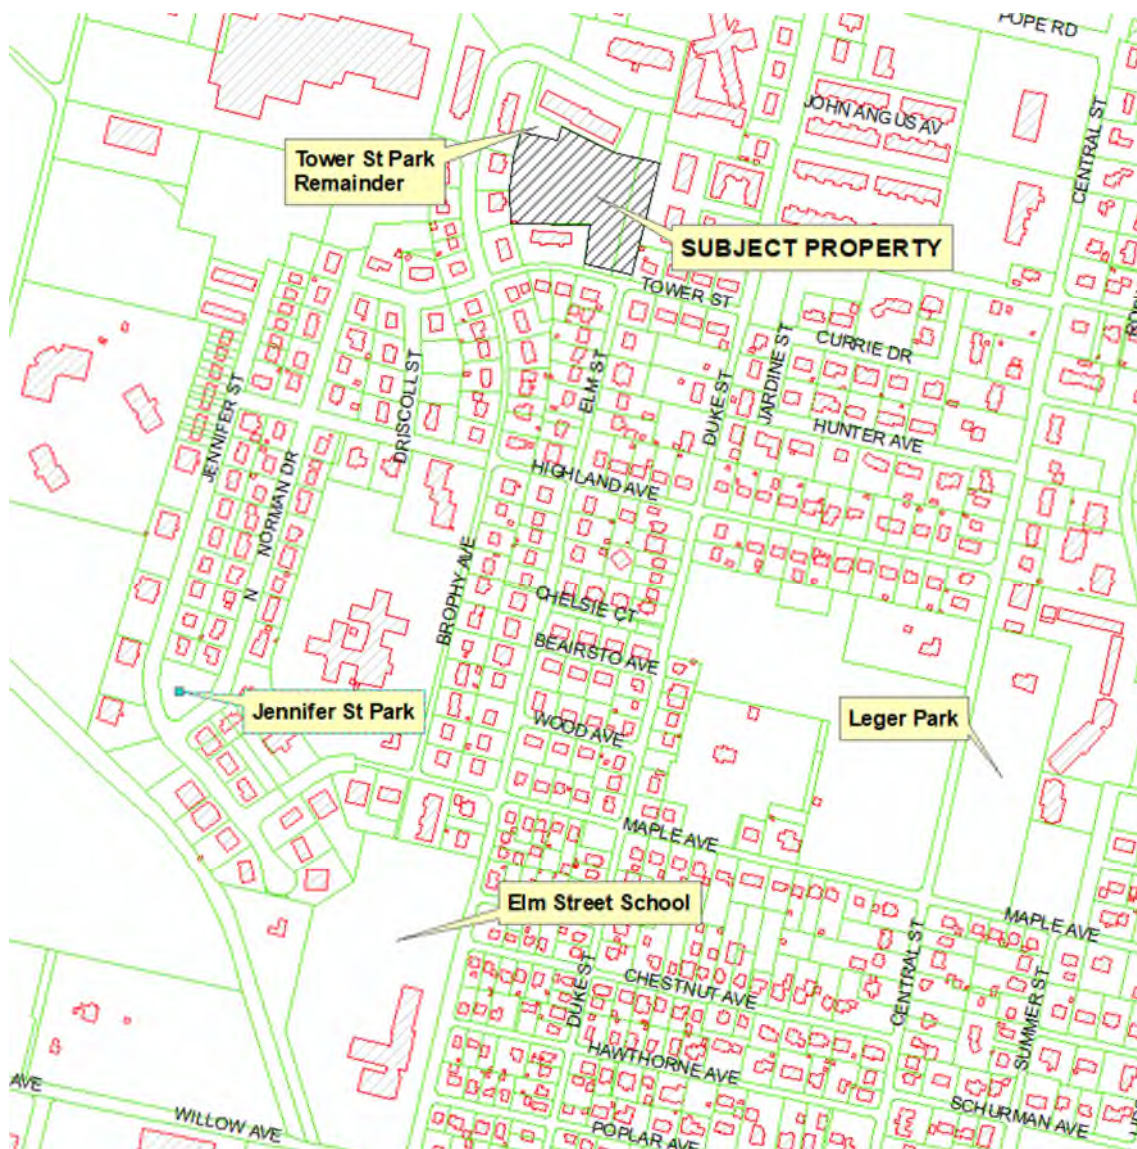 POPE RD
JOHN ANGUS AV
CENTRAL ST
Tower St Park
Remainder
SUBJECT PROPERTY
TOWER ST
CURRIE DR
JARDINE ST
DUKE ST
ELM ST
DRISCOLL ST
JENNIFER ST
HUNTER AVE
HIGHLAND AVE
N NORMAN DR
BROPHY AVE
CHELSIE CT
BEAIRSTO AVE
Jennifer St Park
Leger Park
WOOD AVE
MAPLE AVE
Elm Street School
MAPLE AVE
CENTRAL ST
CHESTNUT AVE
DUKE ST
SUMMER ST
HAWTHORNE AVE
AVE
WILLOW AVE
SCHURMAN AVE
POPLAR AVE